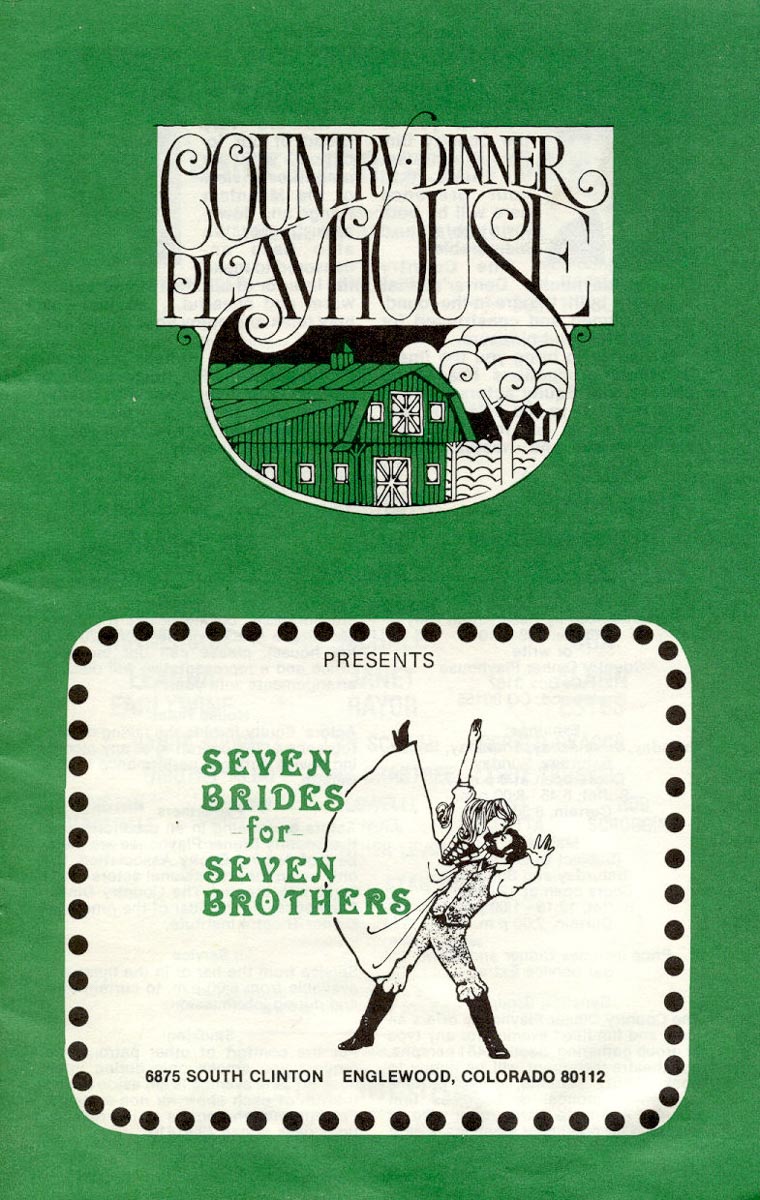 COUNTRY · DINNER
PLAYHOUSE
PRESENTS
SEVEN
BRIDES
-for-
SEVEN
BROTHERS
6875 SOUTH CLINTON ENGLEWOOD, COLORADO 80112